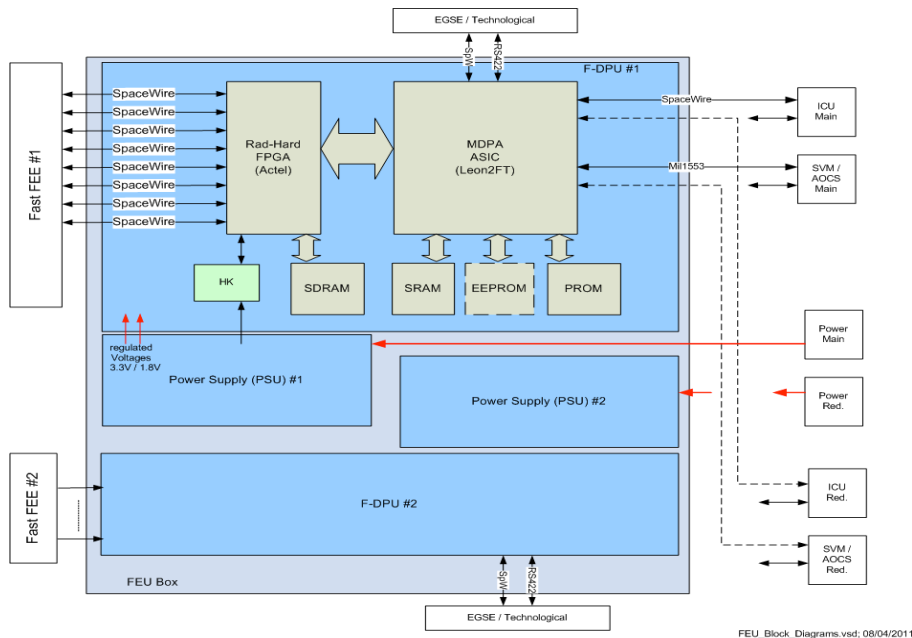 EGSE / Technological
SpW
RS422
F-DPU #1
Fast FEE #1
SpaceWire
SpaceWire
SpaceWire
SpaceWire
SpaceWire
SpaceWire
SpaceWire
SpaceWire
Rad-Hard
FPGA
(Actel)
MDPA
ASIC
(Leon2FT)
SpaceWire
ICU
Main
Mil1553
SVM /
AOCS
Main
HK
SDRAM
SRAM
EEPROM
PROM
regulated
Voltages
3.3V / 1.8V
Power Supply (PSU) #1
Power
Main
Power Supply (PSU) #2
Power
Red.
Fast FEE #2
F-DPU #2
ICU
Red.
SVM /
AOCS
Red.
FEU Box
SpW
RS422
EGSE / Technological
FEU_Block_Diagrams.vsd; 08/04/2011